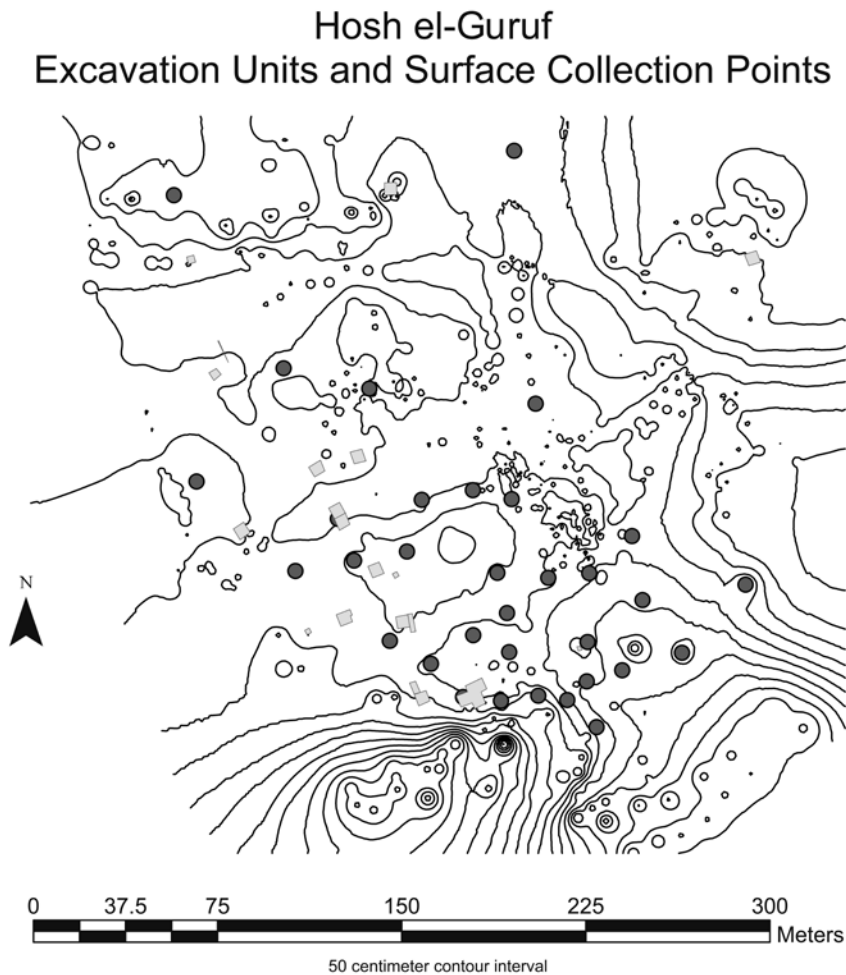 Hosh el-Guruf
Excavation Units and Surface Collection Points
N
0 37.5 75 150 225 300
Meters
50 centimeter contour interval